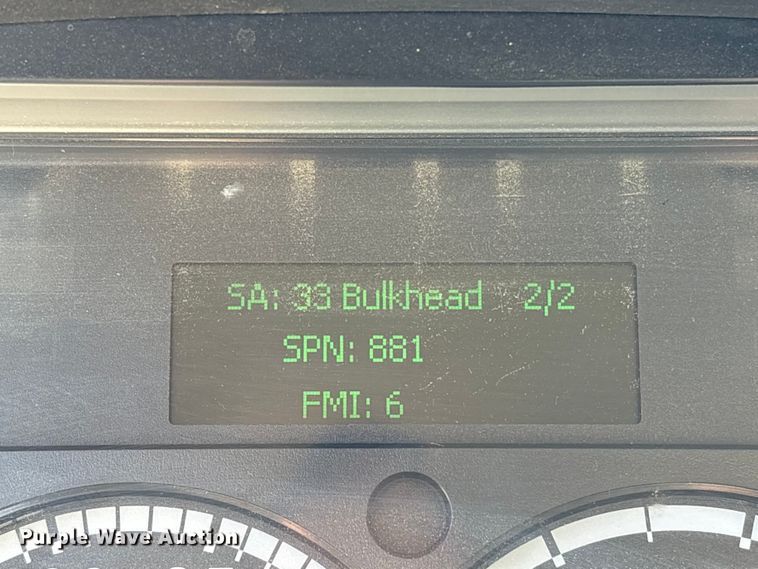 SA: 33 Bulkhead 2/2
SPN: 881
FMI: 6
Purple Wave Auction